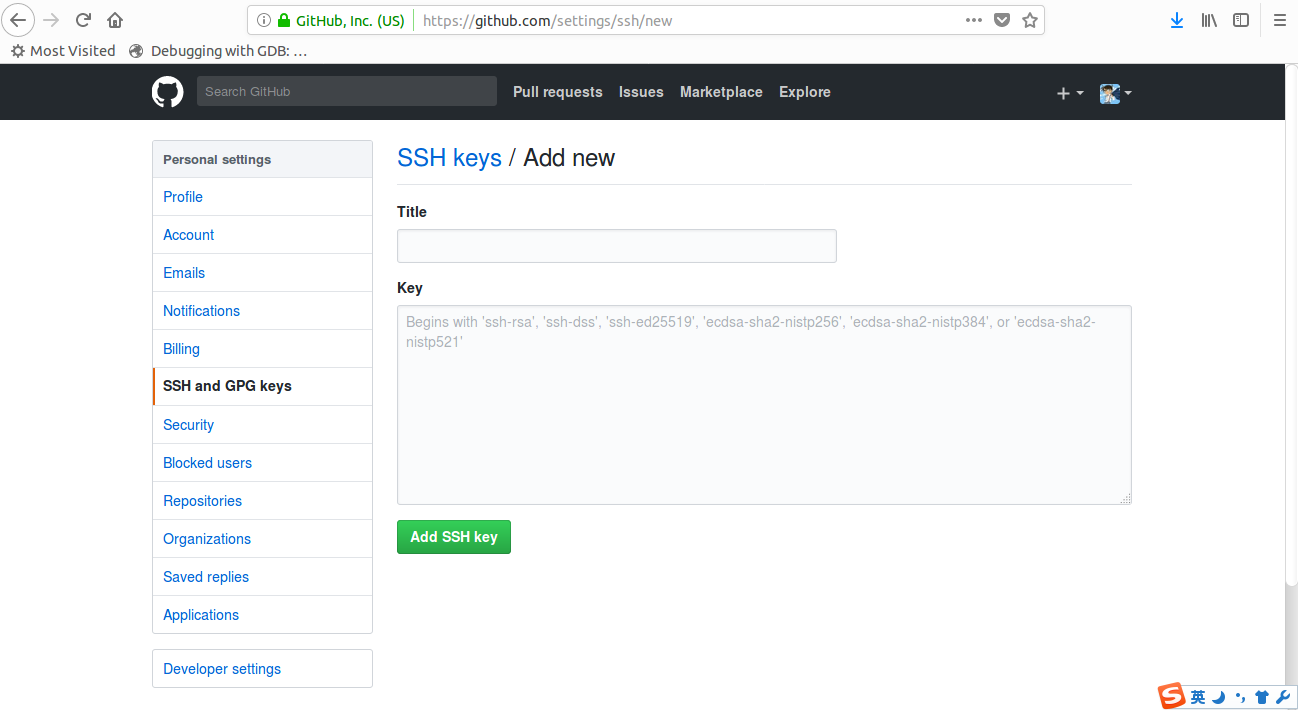 GitHub, Inc. (US) https://github.com/settings/ssh/new
Most Visited Debugging with GDB: ...
Search GitHub Pull requests Issues Marketplace Explore
Personal settings
Profile
Account
Emails
Notifications
Billing
SSH and GPG keys
Security
Blocked users
Repositories
Organizations
Saved replies
Applications
Developer settings
SSH keys / Add new
Title
Key
Begins with 'ssh-rsa', 'ssh-dss', 'ssh-ed25519', 'ecdsa-sha2-nistp256', 'ecdsa-sha2-nistp384', or 'ecdsa-sha2-
nistp521'
Add SSH key
S 英